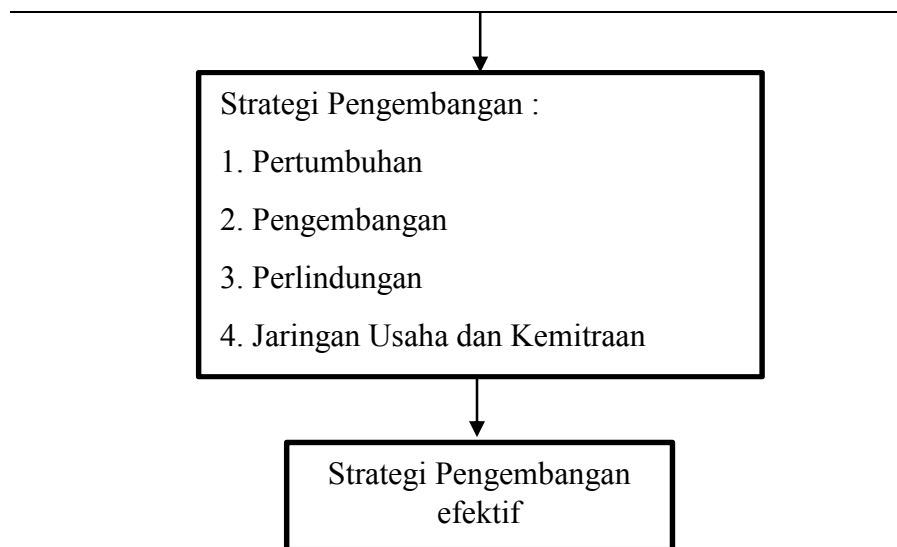 Strategi Pengembangan :
1. Pertumbuhan
2. Pengembangan
3. Perlindungan
4. Jaringan Usaha dan Kemitraan
Strategi Pengembangan
efektif